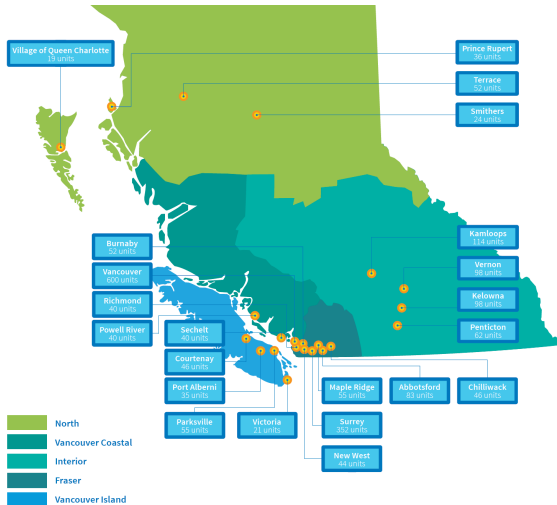 Village of Queen Charlotte
19 units
Prince Rupert
36 units
Terrace
52 units
Smithers
24 units
Kamloops
114 units
Burnaby
52 units
Vernon
98 units
Vancouver
600 units
Kelowna
98 units
Richmond
40 units
Powell River
40 units
Sechelt
40 units
Penticton
62 units
Courtenay
46 units
Port Alberni
35 units
Maple Ridge
55 units
Abbotsford
83 units
Chilliwack
46 units
Parksville
55 units
Victoria
21 units
Surrey
352 units
New West
44 units
North
Vancouver Coastal
Interior
Fraser
Vancouver Island